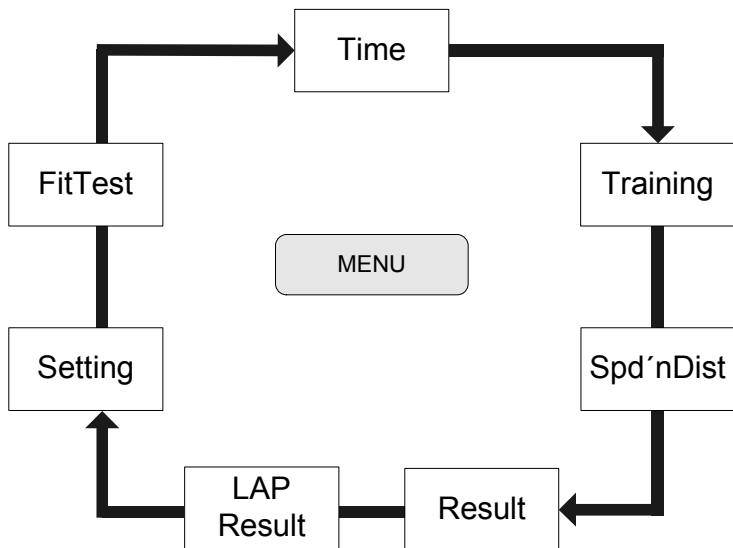 Time
Training
Spd´nDist
Result
LAP
Result
Setting
FitTest
MENU